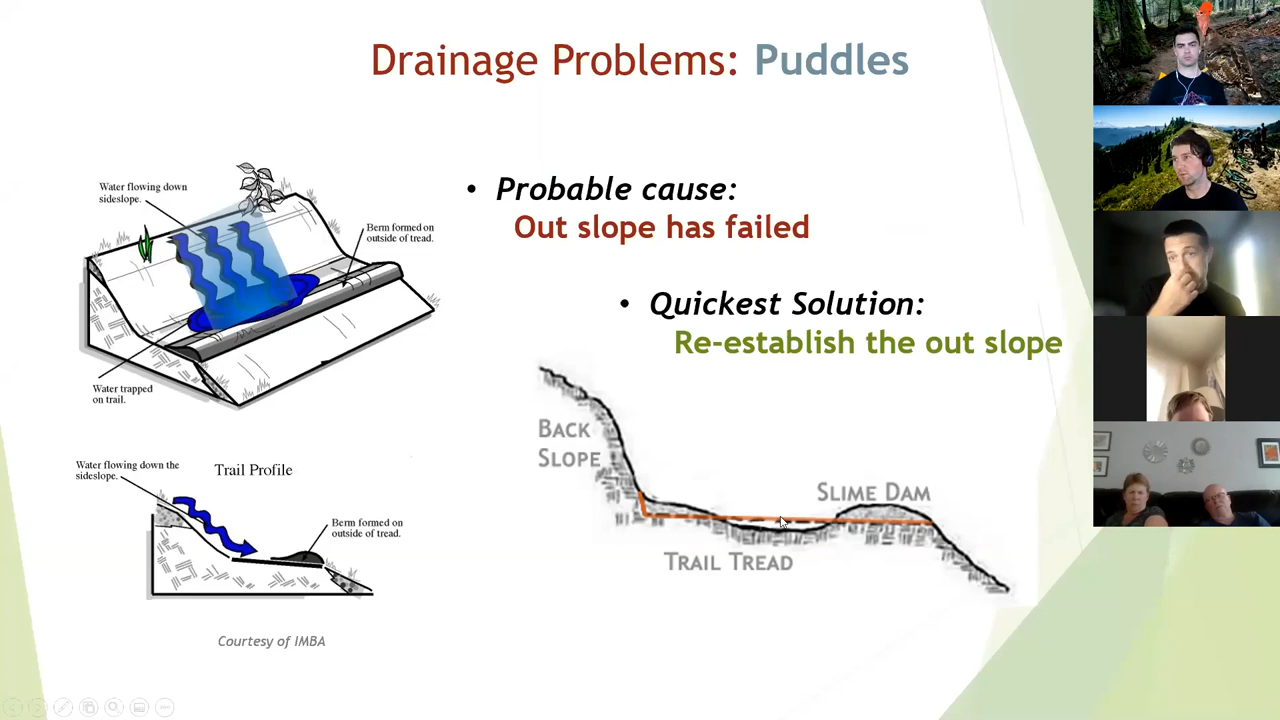 Drainage Problems: Puddles
Water flowing down
sideslope.
Berm formed on
outside of tread.
Water trapped
on trail.
• Probable cause:
Out slope has failed
• Quickest Solution:
Re-establish the out slope
BACK
SLOPE
SLIME DAM
TRAIL TREAD
Water flowing down the
sideslope.
Trail Profile
Berm formed on
outside of tread.
Courtesy of IMBA